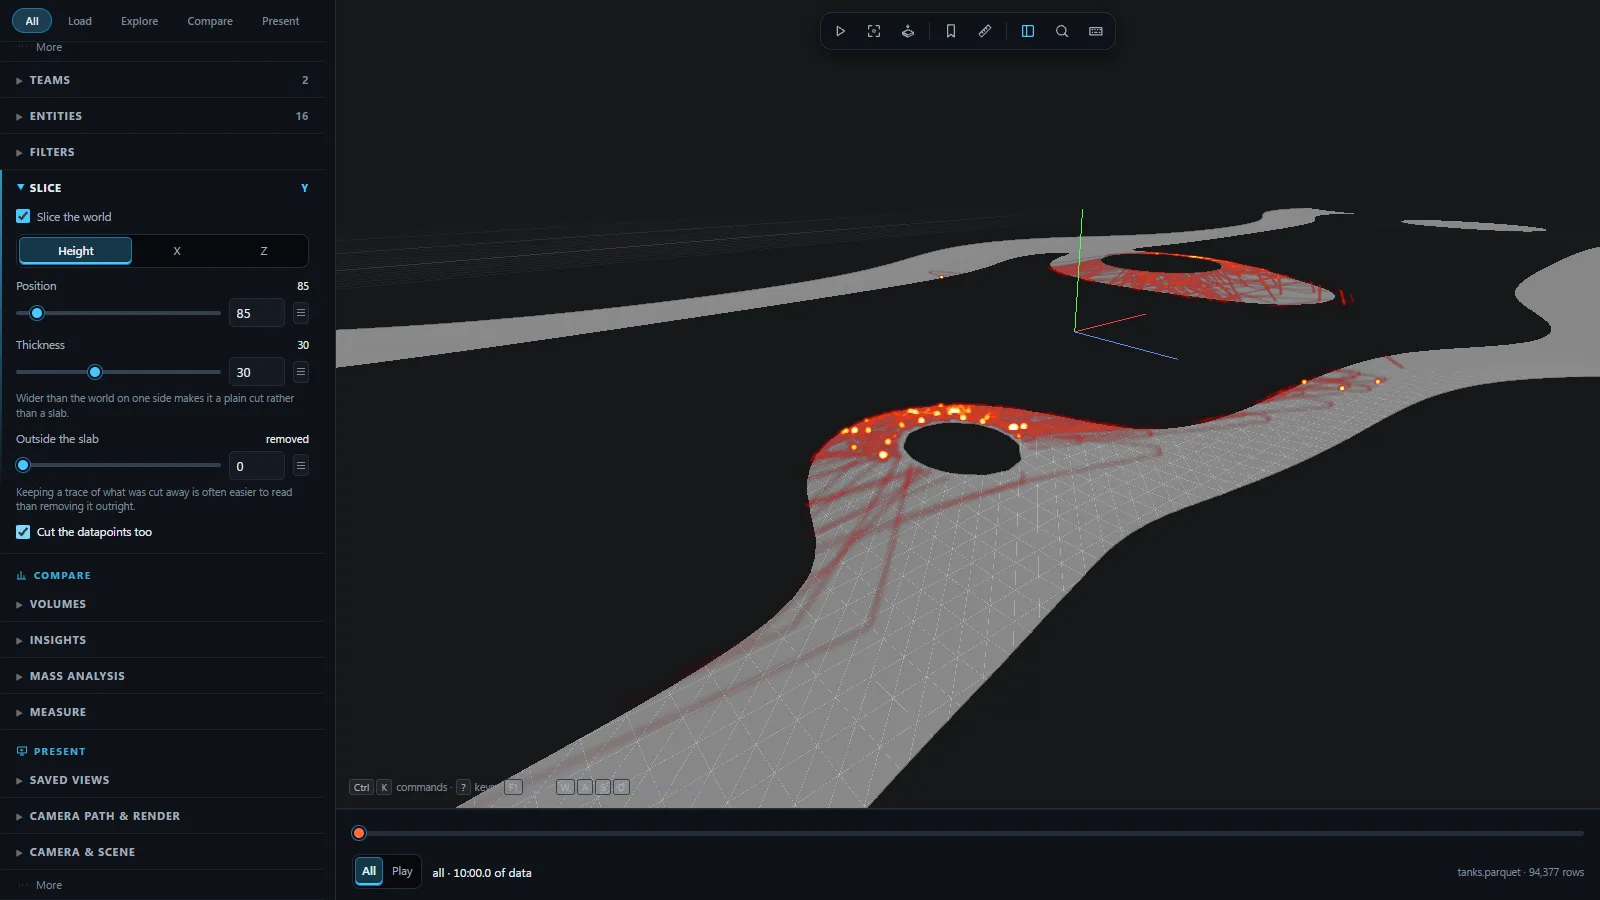 All Load Explore Compare Present
··· More
TEAMS 2
ENTITIES 16
FILTERS
SLICE Y
Slice the world
Height X Z
Position 85
85
Thickness 30
30
Wider than the world on one side makes it a plain cut rather
than a slab.
Outside the slab removed
0
Keeping a trace of what was cut away is often easier to read
than removing it outright.
Cut the datapoints too
COMPARE
VOLUMES
INSIGHTS
MASS ANALYSIS
MEASURE
PRESENT
SAVED VIEWS
CAMERA PATH & RENDER
CAMERA & SCENE
··· More
Ctrl K commands · ? keys F1 W A S d
All Play all · 10:00.0 of data
tanks.parquet · 94,377 rows